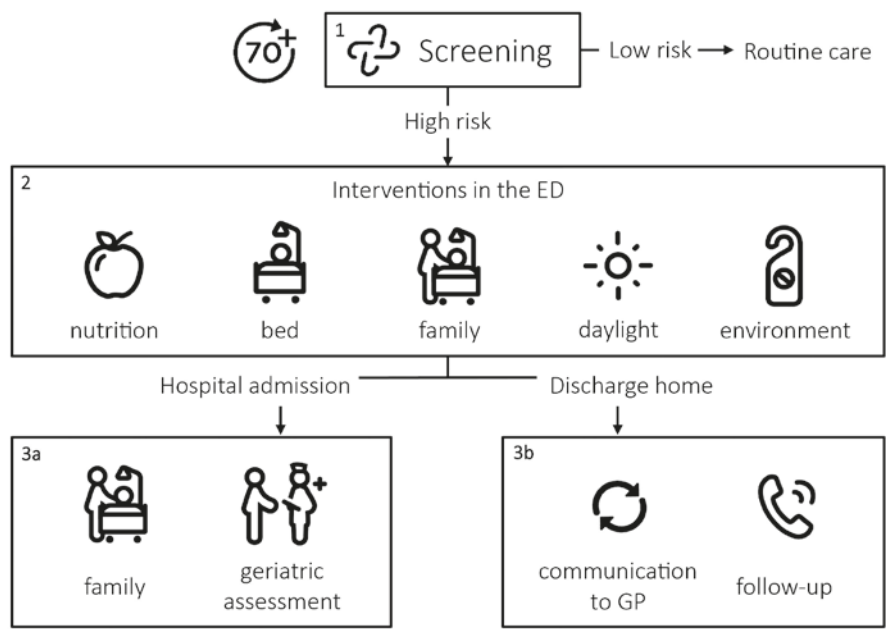 70+
1
Screening
Low risk
Routine care
High risk
2
Interventions in the ED
nutrition
bed
family
daylight
environment
Hospital admission
Discharge home
3a
family
geriatric
assessment
3b
communication
to GP
follow-up